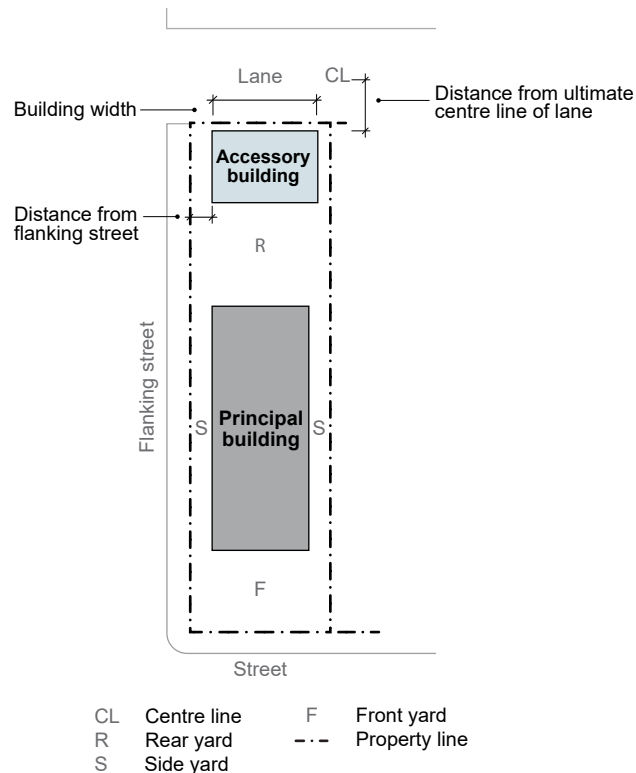 Lane
CL
Distance from ultimate
centre line of lane
Building width
Accessory
building
Distance from
flanking street
R
Flanking street
S
Principal
building
S
F
Street
CL Centre line
R Rear yard
S Side yard
F Front yard
Property line